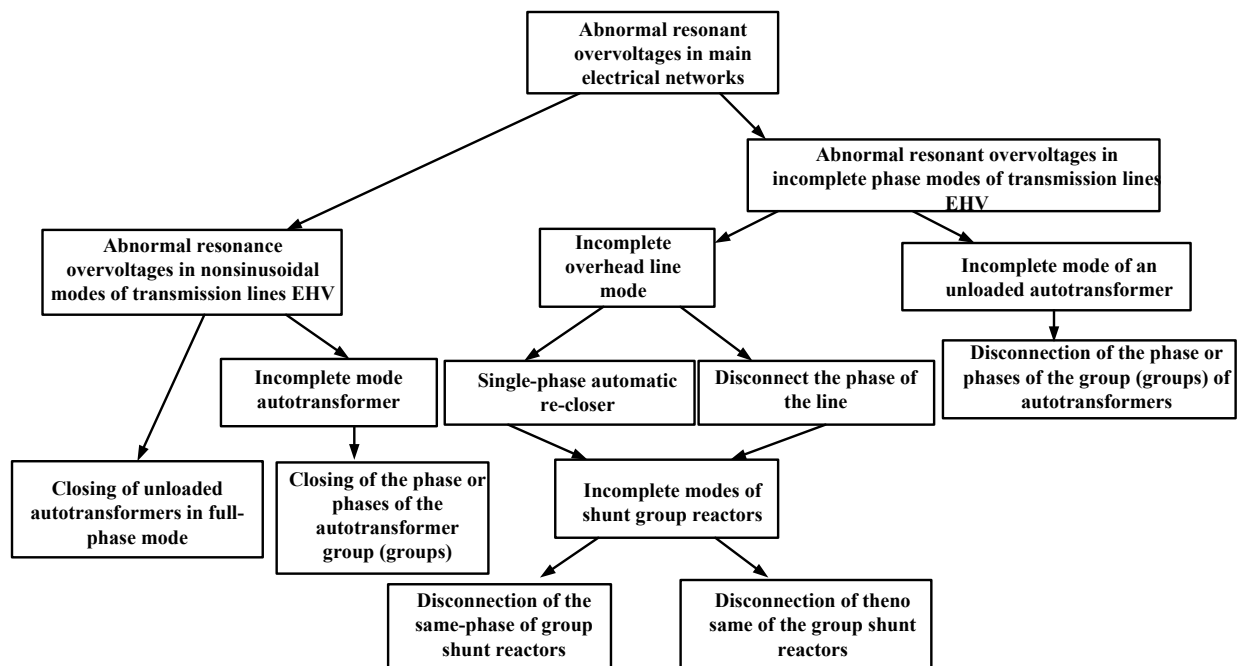 Abnormal resonant
overvoltages in main
electrical networks
Abnormal resonant overvoltages in
incomplete phase modes of transmission lines
EHV
Abnormal resonance
overvoltages in nonsinusoidal
modes of transmission lines EHV
Incomplete
overhead line
mode
Incomplete mode of an
unloaded autotransformer
Incomplete mode
autotransformer
Single-phase automatic
re-closer
Disconnect the phase of
the line
Disconnection of the phase or
phases of the group (groups) of
autotransformers
Closing of unloaded
autotransformers in full-
phase mode
Closing of the phase or
phases of the
autotransformer
group (groups)
Incomplete modes of
shunt group reactors
Disconnection of the
same-phase of group
shunt reactors
Disconnection of theno
same of the group shunt
reactors